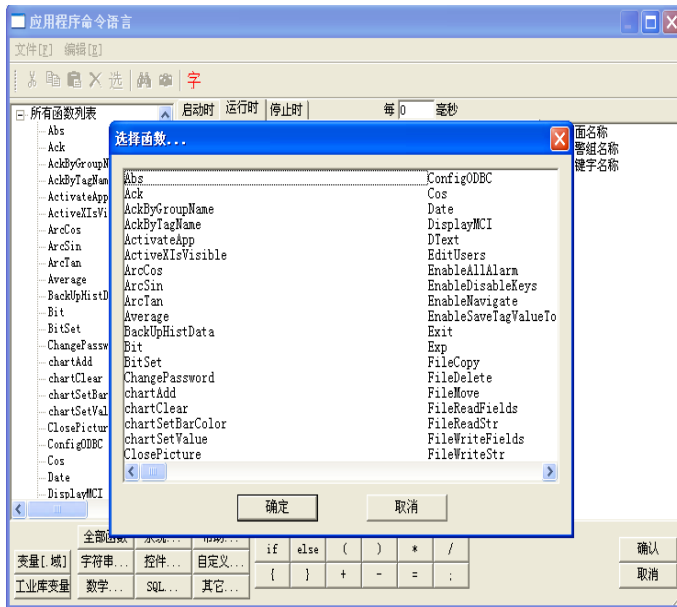 应用程序命令语言
文件[F] 编辑[E]
选 字
启动时 运行时 停止时 每 0 毫秒
所有函数列表
Abs
Ack
AckByGroupN
AckByTagNam
ActivateApp
ActiveXIsVi
ArcCos
ArcSin
ArcTan
Average
BackUpHistD
Bit
BitSet
ChangePassw
chartAdd
chartClear
chartSetBar
chartSetVal
ClosePictur
ConfigODBC
Cos
Date
DisplayMCI
面名称
警组名称
键字名称
选择函数...
Abs
Ack
AckByGroupName
AckByTagName
ActivateApp
ActiveXIsVisible
ArcCos
ArcSin
ArcTan
Average
BackUpHistData
Bit
BitSet
ChangePassword
chartAdd
chartClear
chartSetBarColor
chartSetValue
ClosePicture
ConfigODBC
Cos
Date
DisplayMCI
DText
EditUsers
EnableAllAlarm
EnableDisableKeys
EnableNavigate
EnableSaveTagValueTo
Exit
Exp
FileCopy
FileDelete
FileMove
FileReadFields
FileReadStr
FileWriteFields
FileWriteStr
确定 取消
全部函数 系统... 帮助...
变量[.域] 字符串... 控件... 自定义... if else ( ) * / 确认
工业库变量 数学... SQL... 其它... { } + - = ; 取消